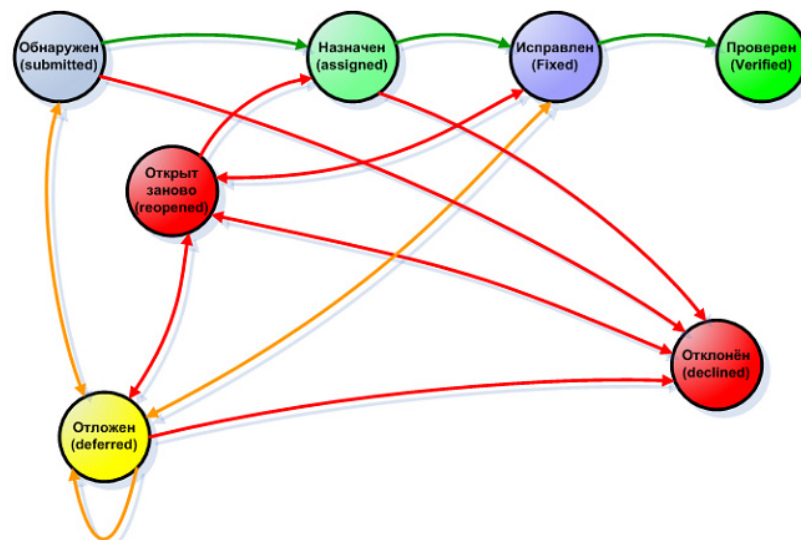 Обнаружен
(submitted)
Назначен
(assigned)
Исправлен
(Fixed)
Проверен
(Verified)
Открыт
заново
(reopened)
Отклонён
(declined)
Отложен
(deferred)